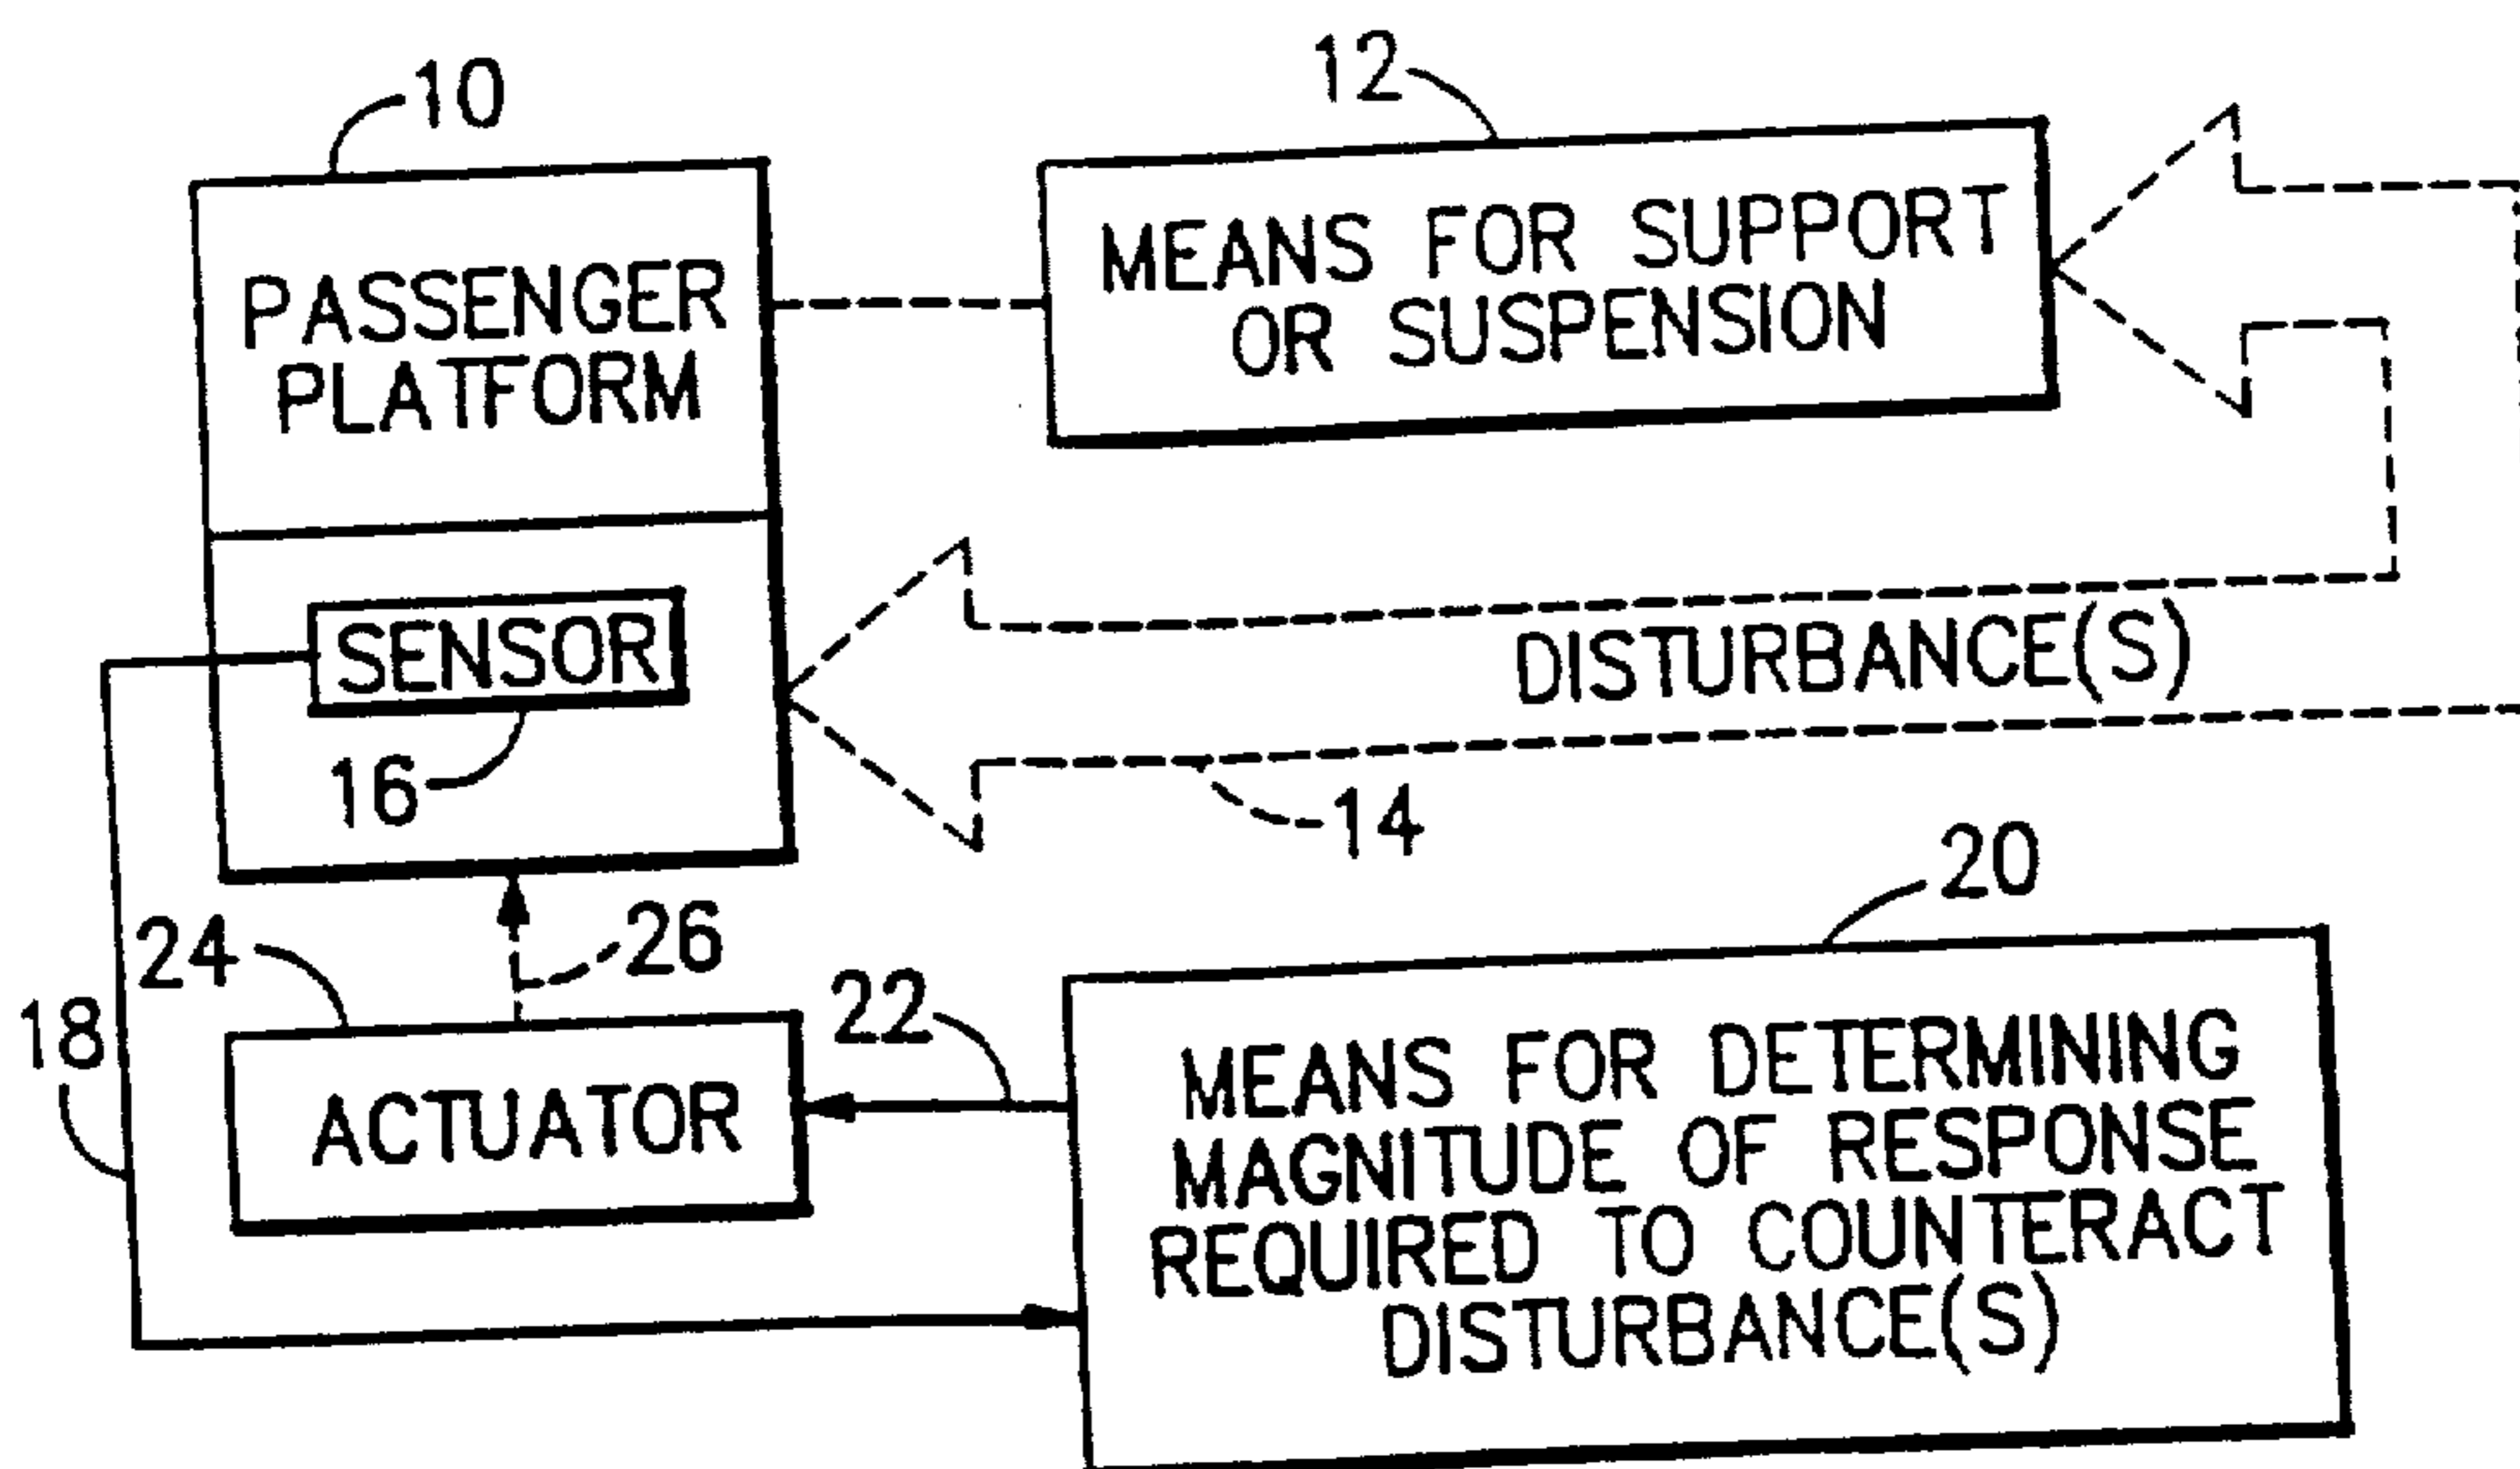 10
12
PASSENGER
PLATFORM
MEANS FOR SUPPORT
OR SUSPENSION
SENSOR
16
DISTURBANCE(S)
14
24
26
18
ACTUATOR
22
20
MEANS FOR DETERMINING
MAGNITUDE OF RESPONSE
REQUIRED TO COUNTERACT
DISTURBANCE(S)